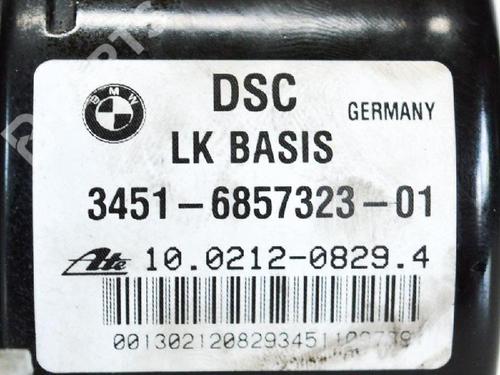 BMW
DSC
GERMANY
LK BASIS
3451-6857323-01
Ate 10.0212-0829.4